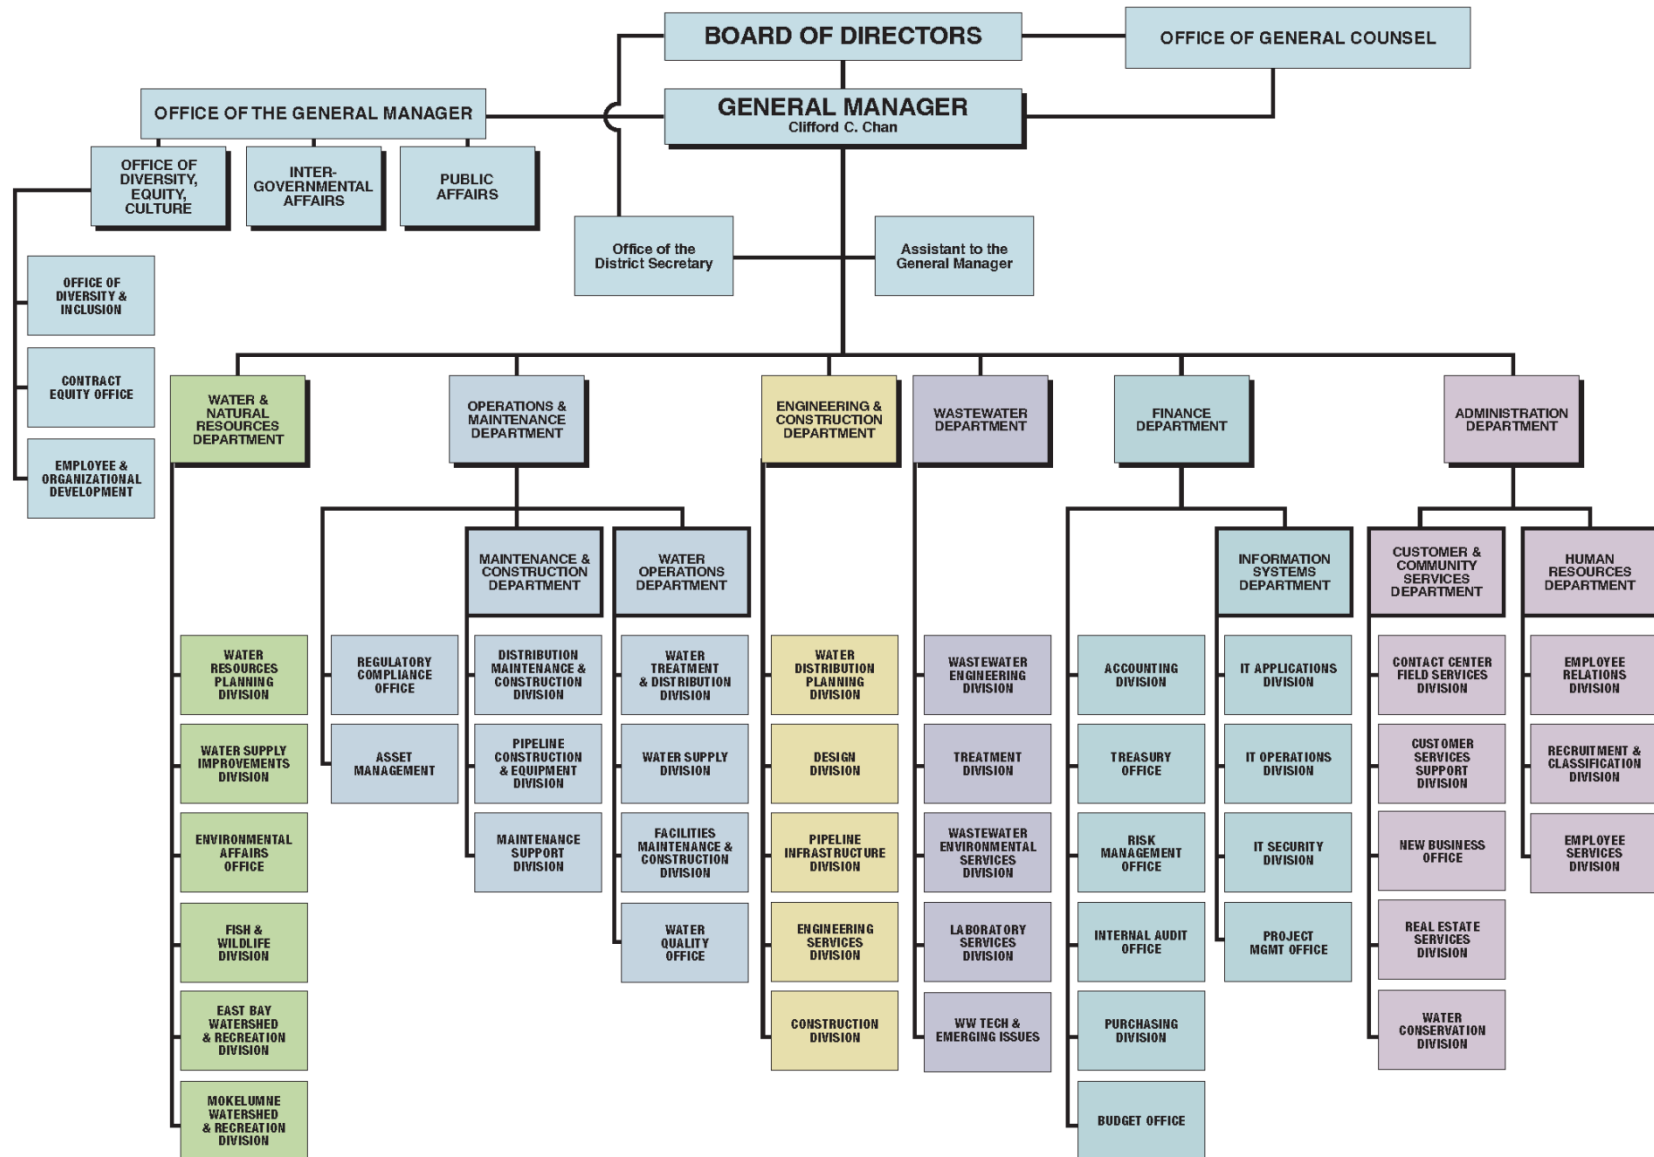 BOARD OF DIRECTORS
OFFICE OF GENERAL COUNSEL
OFFICE OF THE GENERAL MANAGER
GENERAL MANAGER
Clifford C. Chan
OFFICE OF
DIVERSITY,
EQUITY,
CULTURE
INTER-
GOVERNMENTAL
AFFAIRS
PUBLIC
AFFAIRS
Office of the
District Secretary
Assistant to the
General Manager
OFFICE OF
DIVERSITY &
INCLUSION
CONTRACT
EQUITY OFFICE
EMPLOYEE &
ORGANIZATIONAL
DEVELOPMENT
WATER &
NATURAL
RESOURCES
DEPARTMENT
OPERATIONS &
MAINTENANCE
DEPARTMENT
ENGINEERING &
CONSTRUCTION
DEPARTMENT
WASTEWATER
DEPARTMENT
FINANCE
DEPARTMENT
ADMINISTRATION
DEPARTMENT
MAINTENANCE &
CONSTRUCTION
DEPARTMENT
WATER
OPERATIONS
DEPARTMENT
INFORMATION
SYSTEMS
DEPARTMENT
CUSTOMER &
COMMUNITY
SERVICES
DEPARTMENT
HUMAN
RESOURCES
DEPARTMENT
WATER
RESOURCES
PLANNING
DIVISION
REGULATORY
COMPLIANCE
OFFICE
DISTRIBUTION
MAINTENANCE &
CONSTRUCTION
DIVISION
WATER
TREATMENT
& DISTRIBUTION
DIVISION
WATER
DISTRIBUTION
PLANNING
DIVISION
WASTEWATER
ENGINEERING
DIVISION
ACCOUNTING
DIVISION
IT APPLICATIONS
DIVISION
CONTACT CENTER
FIELD SERVICES
DIVISION
EMPLOYEE
RELATIONS
DIVISION
WATER SUPPLY
IMPROVEMENTS
DIVISION
ASSET
MANAGEMENT
PIPELINE
CONSTRUCTION
& EQUIPMENT
DIVISION
WATER SUPPLY
DIVISION
DESIGN
DIVISION
TREATMENT
DIVISION
TREASURY
OFFICE
IT OPERATIONS
DIVISION
CUSTOMER
SERVICES
SUPPORT
DIVISION
RECRUITMENT &
CLASSIFICATION
DIVISION
ENVIRONMENTAL
AFFAIRS
OFFICE
MAINTENANCE
SUPPORT
DIVISION
FACILITIES
MAINTENANCE &
CONSTRUCTION
DIVISION
PIPELINE
INFRASTRUCTURE
DIVISION
WASTEWATER
ENVIRONMENTAL
SERVICES
DIVISION
RISK
MANAGEMENT
OFFICE
IT SECURITY
DIVISION
NEW BUSINESS
OFFICE
EMPLOYEE
SERVICES
DIVISION
FISH &
WILDLIFE
DIVISION
WATER
QUALITY
OFFICE
ENGINEERING
SERVICES
DIVISION
LABORATORY
SERVICES
DIVISION
INTERNAL AUDIT
OFFICE
PROJECT
MGMT OFFICE
REAL ESTATE
SERVICES
DIVISION
EAST BAY
WATERSHED
& RECREATION
DIVISION
CONSTRUCTION
DIVISION
WW TECH &
EMERGING ISSUES
PURCHASING
DIVISION
WATER
CONSERVATION
DIVISION
MOKELUMNE
WATERSHED
& RECREATION
DIVISION
BUDGET OFFICE